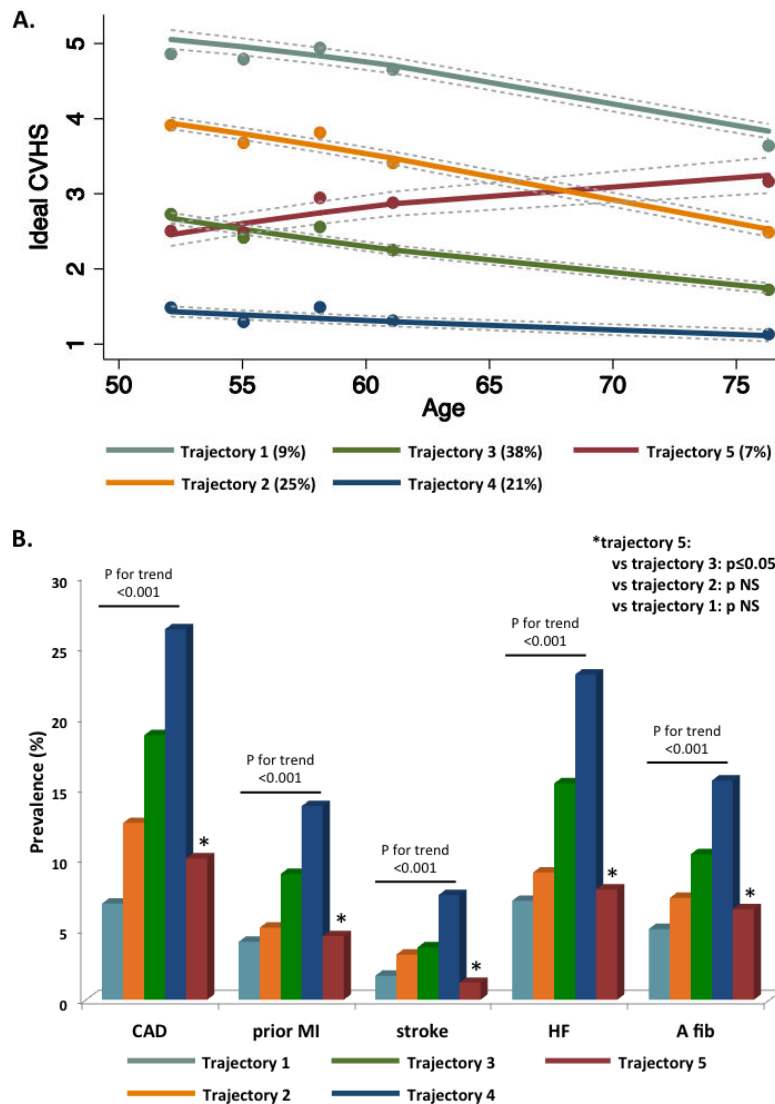 A.
Ideal CVHS
5
4
3
2
1
50 55 60 65 70 75
Age
Trajectory 1 (9%) Trajectory 3 (38%) Trajectory 5 (7%)
Trajectory 2 (25%) Trajectory 4 (21%)
B.
*trajectory 5:
vs trajectory 3: p≤0.05
vs trajectory 2: p NS
vs trajectory 1: p NS
Prevalence (%)
30
25
20
15
10
5
0
P for trend
<0.001
P for trend
<0.001
P for trend
<0.001
P for trend
<0.001
P for trend
<0.001
* * * * *
CAD prior MI stroke HF A fib
Trajectory 1 Trajectory 3 Trajectory 5
Trajectory 2 Trajectory 4